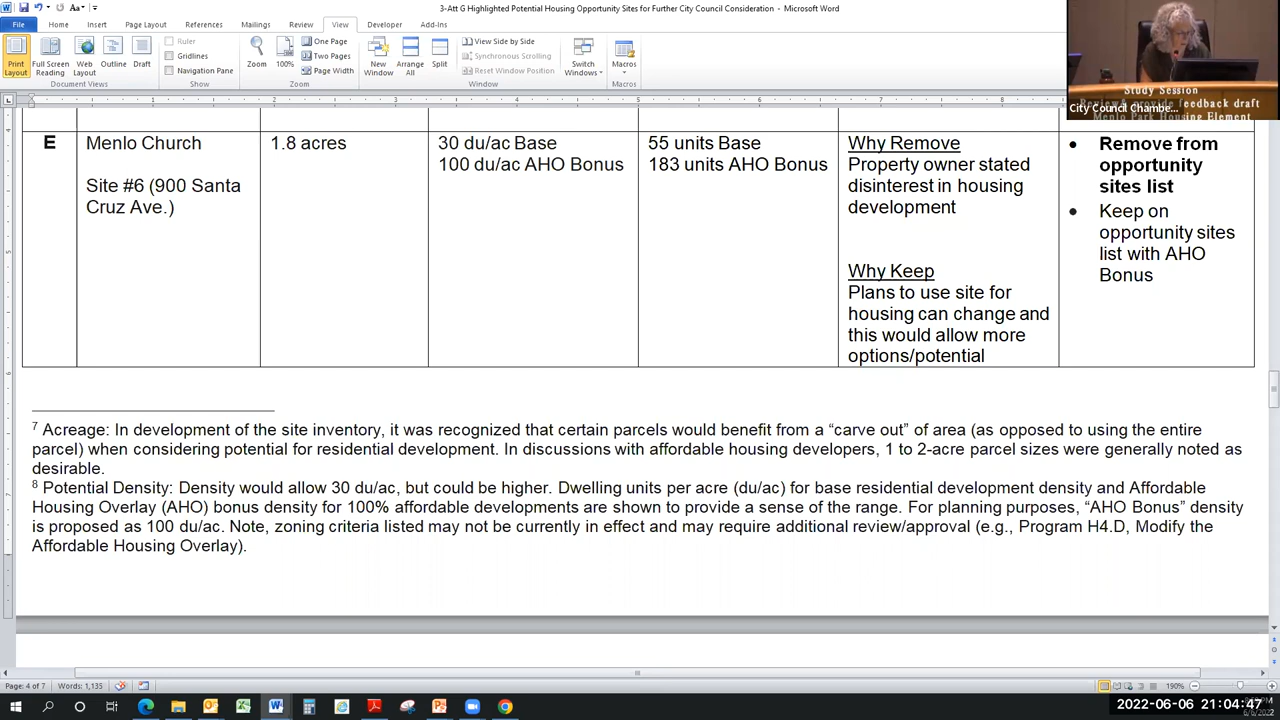 3-Att G Highlighted Potential Housing Opportunity Sites for Further City Council Consideration - Microsoft Word
File Home Insert Page Layout References Mailings Review View Developer Add-Ins
Print Layout
Full Screen Reading
Web Layout
Outline
Draft
Document Views
Ruler
Gridlines
Navigation Pane
Show
Zoom
100%
One Page
Two Pages
Page Width
Zoom
New Window
Arrange All
Split
View Side by Side
Synchronous Scrolling
Reset Window Position
Window
Switch Windows
Macros
Macros
Study Session
Review & provide feedback draft
Menlo Park Housing Element
City Council Chambe...
E
Menlo Church
Site #6 (900 Santa
Cruz Ave.)
1.8 acres
30 du/ac Base
100 du/ac AHO Bonus
55 units Base
183 units AHO Bonus
Why Remove
Property owner stated
disinterest in housing
development
Why Keep
Plans to use site for
housing can change and
this would allow more
options/potential
• Remove from
opportunity
sites list
• Keep on
opportunity sites
list with AHO
Bonus
7 Acreage: In development of the site inventory, it was recognized that certain parcels would benefit from a “carve out” of area (as opposed to using the entire
parcel) when considering potential for residential development. In discussions with affordable housing developers, 1 to 2-acre parcel sizes were generally noted as
desirable.
8 Potential Density: Density would allow 30 du/ac, but could be higher. Dwelling units per acre (du/ac) for base residential development density and Affordable
Housing Overlay (AHO) bonus density for 100% affordable developments are shown to provide a sense of the range. For planning purposes, “AHO Bonus” density
is proposed as 100 du/ac. Note, zoning criteria listed may not be currently in effect and may require additional review/approval (e.g., Program H4.D, Modify the
Affordable Housing Overlay).
Page: 4 of 7 Words: 1,135
190%
2022-06-06 21:04:47